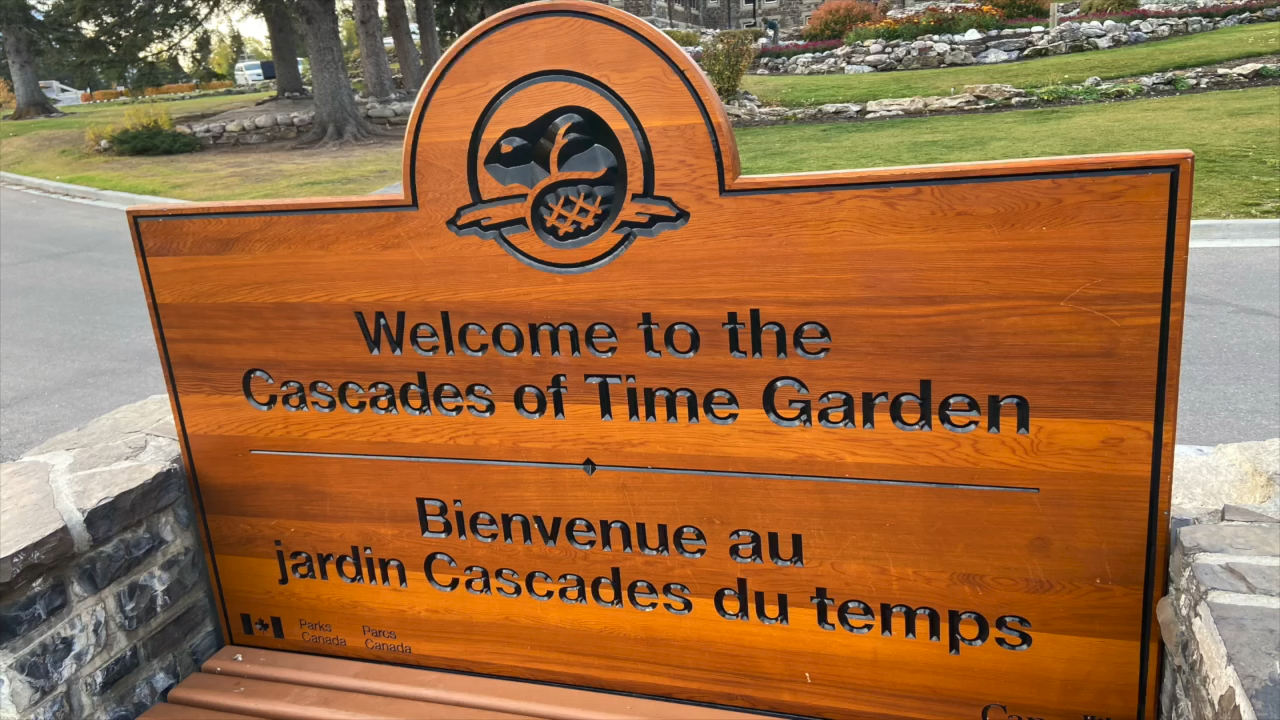 Welcome to the
Cascades of Time Garden
Bienvenue au
jardin Cascades du temps
Parks Canada
Parcs Canada